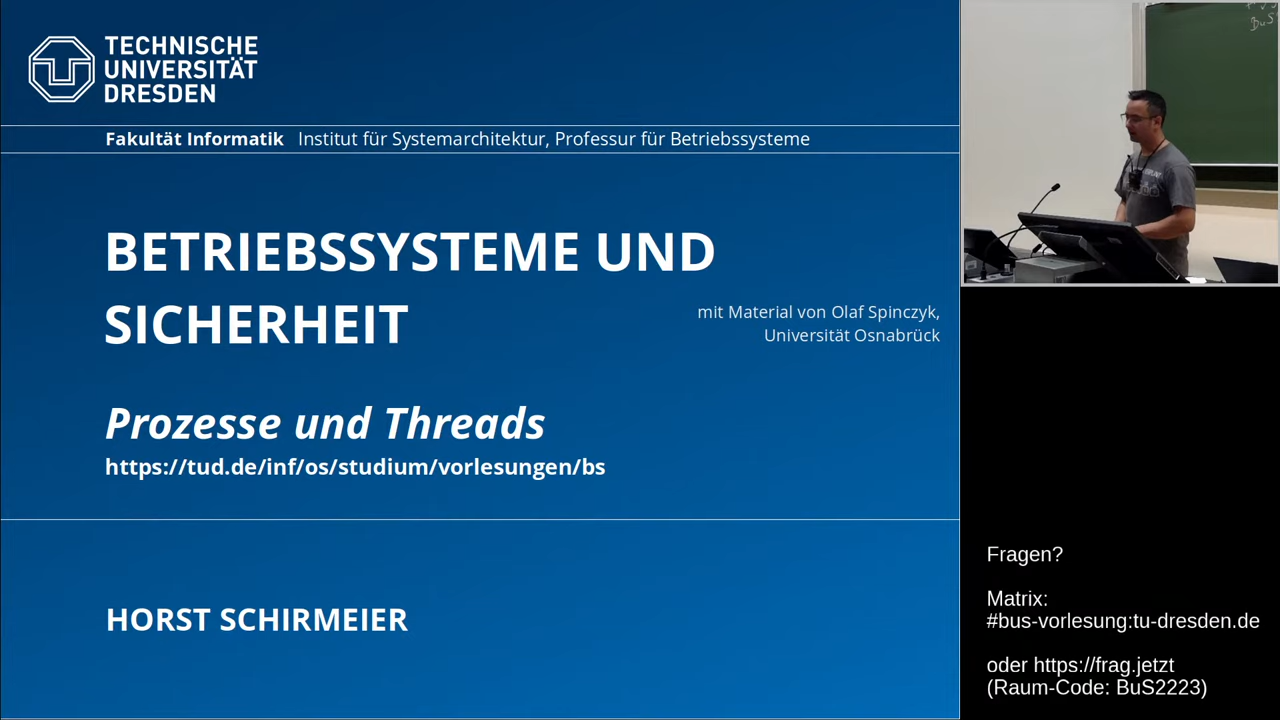 TECHNISCHE
UNIVERSITÄT
DRESDEN
Fakultät Informatik Institut für Systemarchitektur, Professur für Betriebssysteme
BETRIEBSSYSTEME UND
SICHERHEIT
mit Material von Olaf Spinczyk,
Universität Osnabrück
Prozesse und Threads
https://tud.de/inf/os/studium/vorlesungen/bs
HORST SCHIRMEIER
BuS
Fragen?
Matrix:
#bus-vorlesung:tu-dresden.de
oder https://frag.jetzt
(Raum-Code: BuS2223)